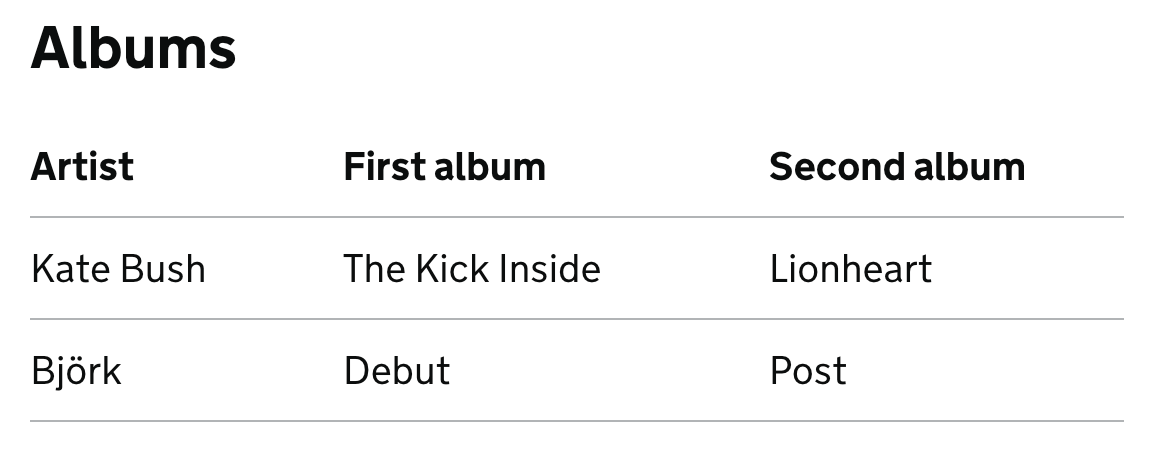 Albums
Artist First album Second album
Kate Bush The Kick Inside Lionheart
Björk Debut Post